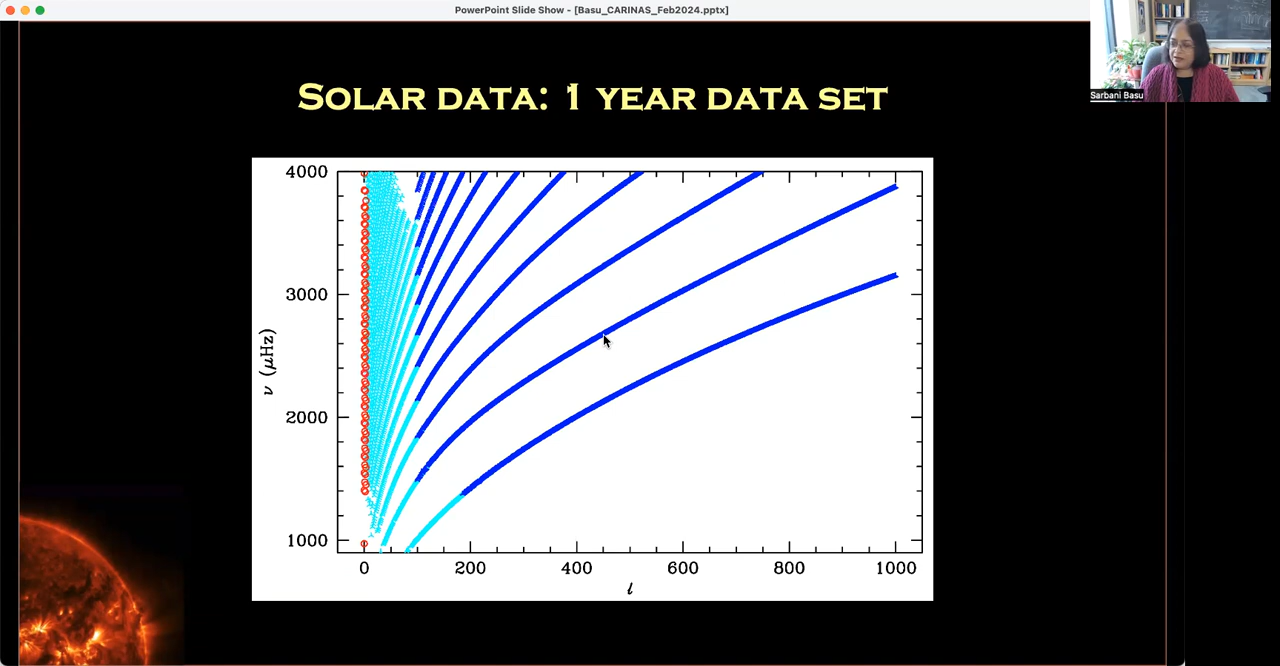 PowerPoint Slide Show - [Basu_CARINAS_Feb2024.pptx]
Sarbani Basu
SOLAR DATA: 1 YEAR DATA SET
4000
3000
2000
1000
ν (μHz)
0 200 400 600 800 1000
l